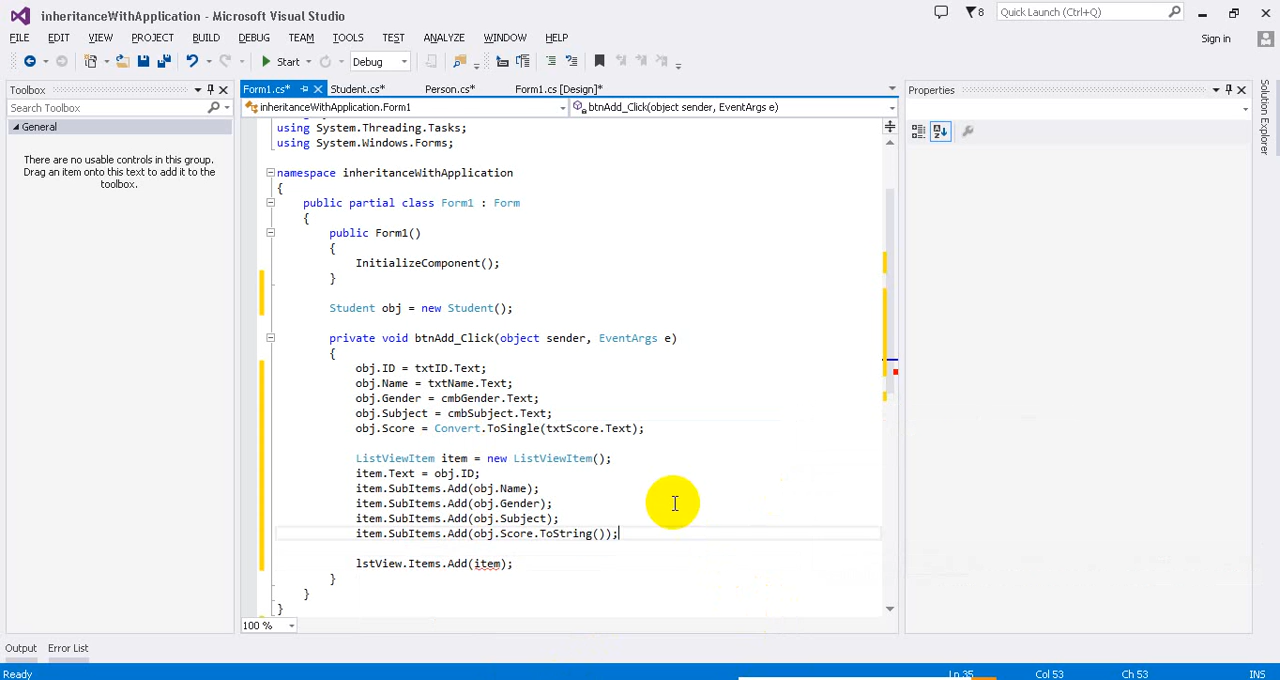 inheritanceWithApplication - Microsoft Visual Studio
8
Quick Launch (Ctrl+Q)
FILE EDIT VIEW PROJECT BUILD DEBUG TEAM TOOLS TEST ANALYZE WINDOW HELP
Sign in
Start Debug
Toolbox
Search Toolbox
General
There are no usable controls in this group.
Drag an item onto this text to add it to the
toolbox.
Form1.cs* Student.cs* Person.cs* Form1.cs [Design]*
inheritanceWithApplication.Form1 btnAdd_Click(object sender, EventArgs e)
using System.Threading.Tasks;
using System.Windows.Forms;
namespace inheritanceWithApplication
{
public partial class Form1 : Form
{
public Form1()
{
InitializeComponent();
}
Student obj = new Student();
private void btnAdd_Click(object sender, EventArgs e)
{
obj.ID = txtID.Text;
obj.Name = txtName.Text;
obj.Gender = cmbGender.Text;
obj.Subject = cmbSubject.Text;
obj.Score = Convert.ToSingle(txtScore.Text);
ListViewItem item = new ListViewItem();
item.Text = obj.ID;
item.SubItems.Add(obj.Name);
item.SubItems.Add(obj.Gender);
item.SubItems.Add(obj.Subject);
item.SubItems.Add(obj.Score.ToString());
lstView.Items.Add(item);
}
}
}
100 %
Properties
Solution Explorer
Output Error List
Ready Ln 35 Col 53 Ch 53 INS